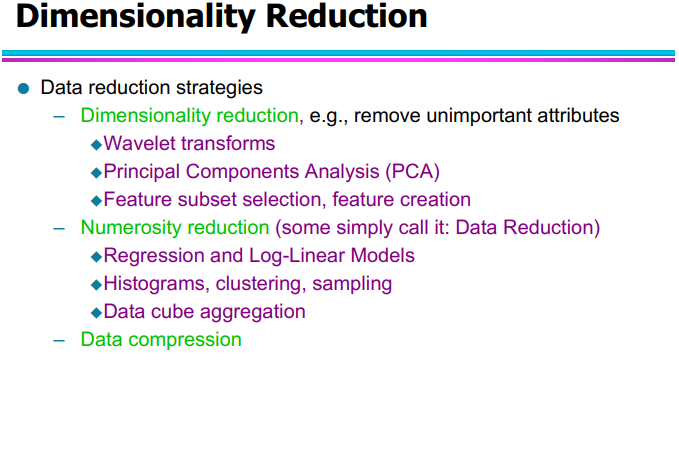 Dimensionality Reduction
● Data reduction strategies
– Dimensionality reduction, e.g., remove unimportant attributes
◆Wavelet transforms
◆Principal Components Analysis (PCA)
◆Feature subset selection, feature creation
– Numerosity reduction (some simply call it: Data Reduction)
◆Regression and Log-Linear Models
◆Histograms, clustering, sampling
◆Data cube aggregation
– Data compression